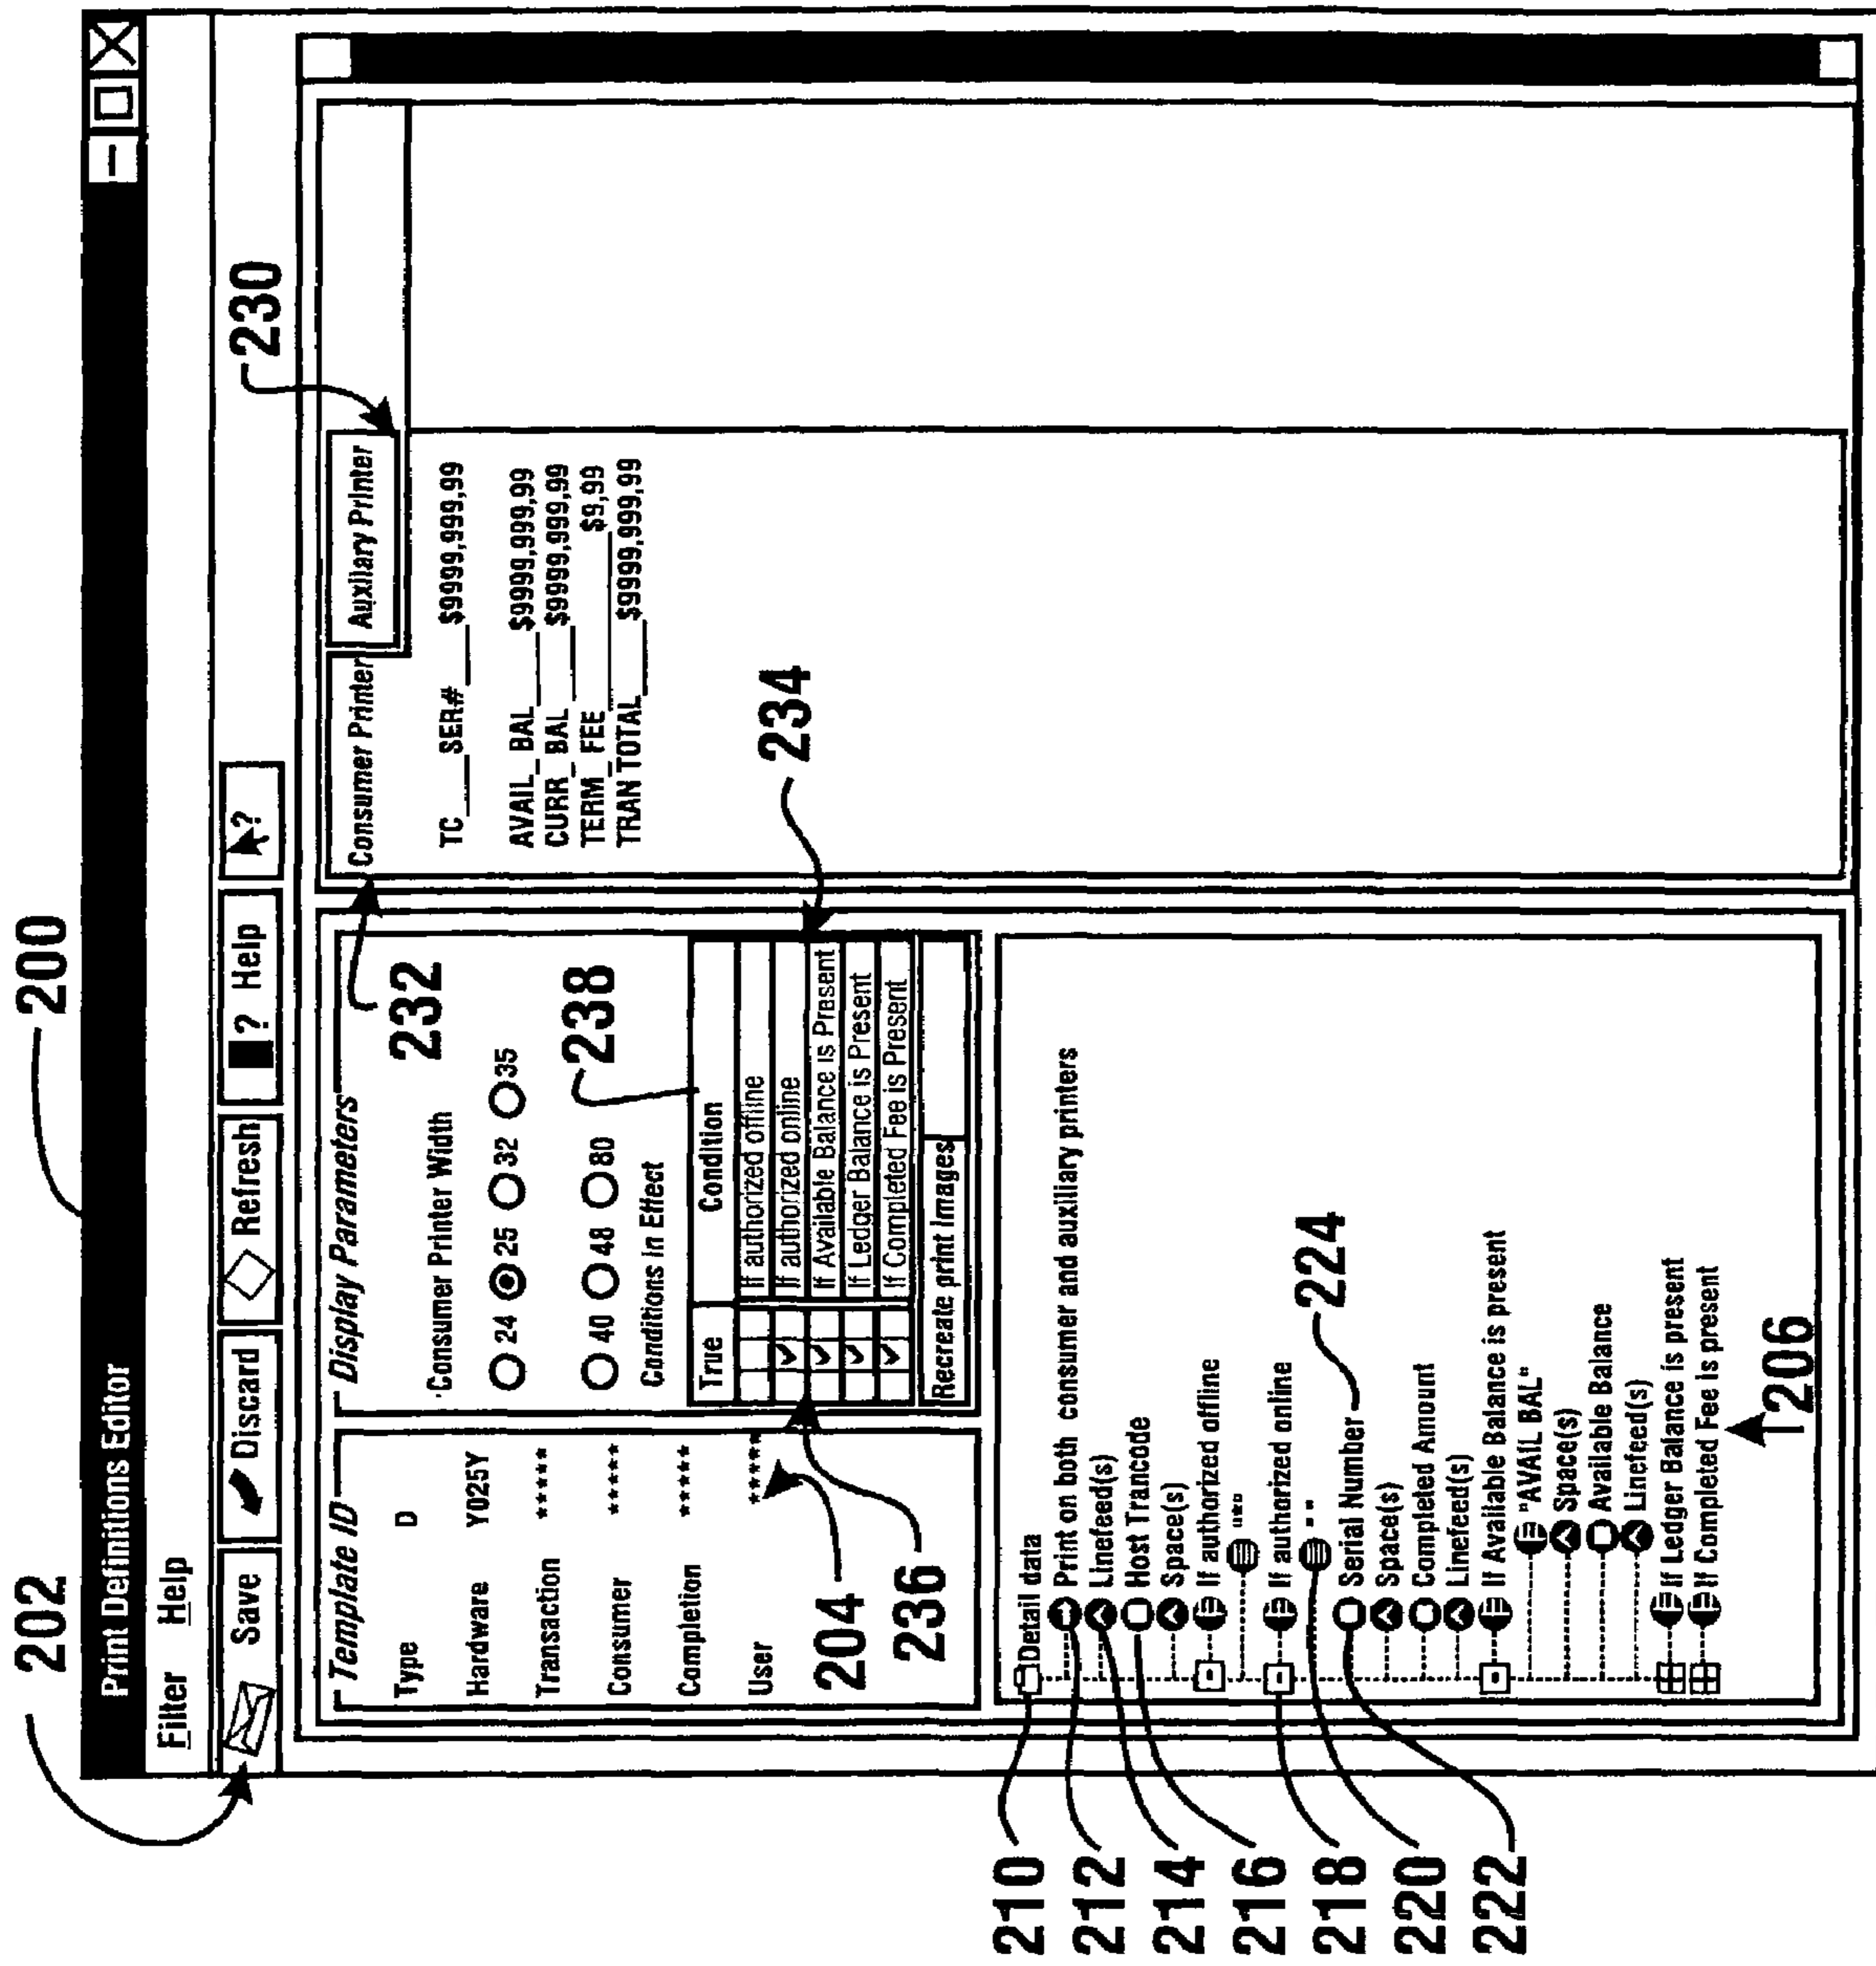 200
202
Print Definitions Editor
Filter Help
Save Discard Refresh ? Help ?
230
Template ID
Type D
Hardware Y025Y
Transaction *****
Consumer *****
Completion *****
User *****
204
236
Display Parameters
Consumer Printer Width
24 25 32 35
40 48 80
232
238
Conditions in Effect
True Condition
If authorized offline
If authorized online
If Available Balance is Present
If Ledger Balance is Present
If Completed Fee is Present
Recreate print Images
234
Consumer Printer Auxiliary Printer
TC___SER#____$9999,999,99
AVAIL_BAL____$9999,999,99
CURR_BAL____$9999,999,99
TERM_FEE__________$9,99
TRAN TOTAL____$9999,999,99
Detail data
Print on both consumer and auxiliary printers
Linefeed(s)
Host Trancode
Space(s)
If authorized offline
"*"
If authorized online
"-"
Serial Number
Space(s)
Completed Amount
Linefeed(s)
If Available Balance is present
"AVAIL BAL"
Space(s)
Available Balance
Linefeed(s)
If Ledger Balance is present
If Completed Fee is present
224
206
210
212
214
216
218
220
222